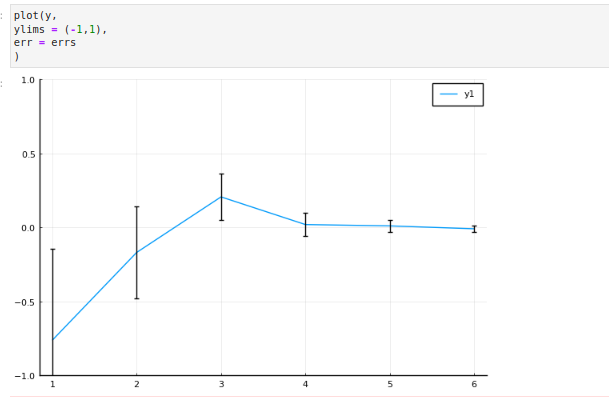 plot(y,
ylims = (-1,1),
err = errs
)
1.0
y1
0.5
0.0
−0.5
−1.0
1 2 3 4 5 6